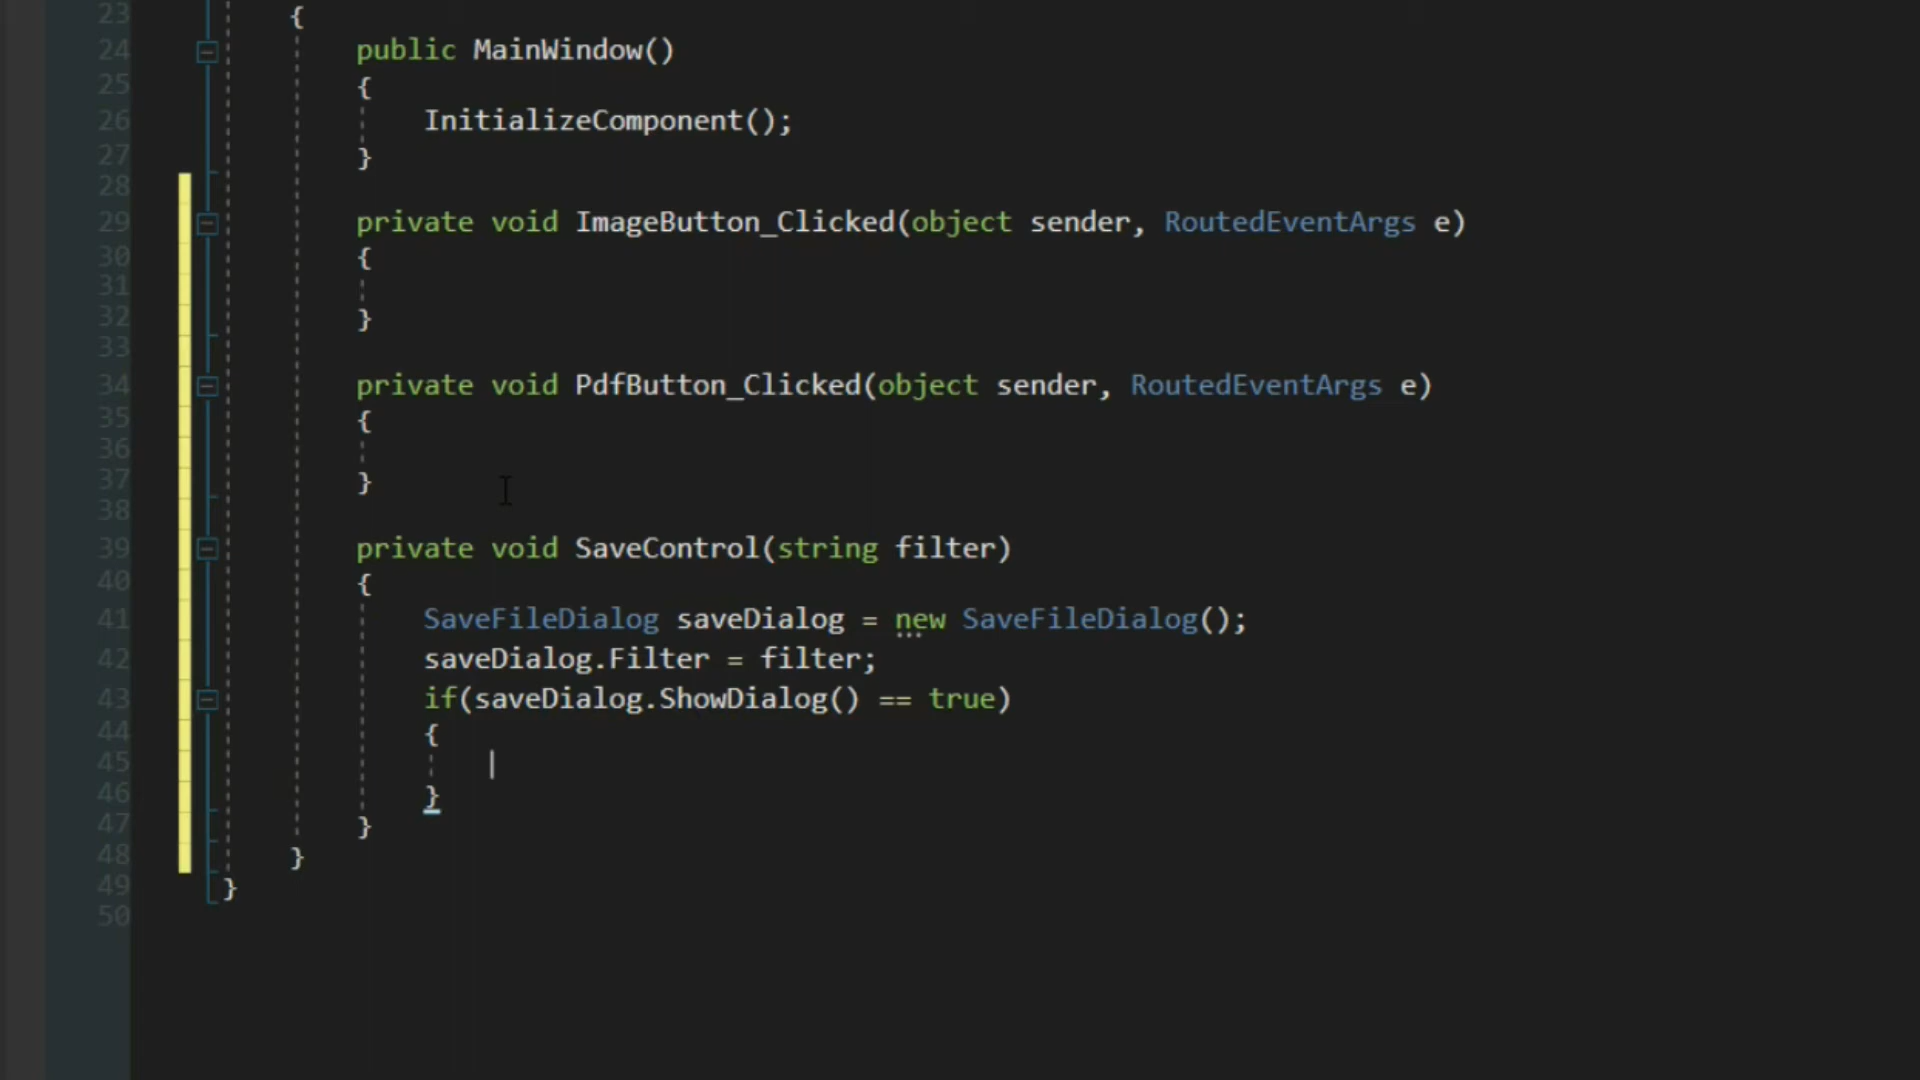 23 {
24 public MainWindow()
25 {
26 InitializeComponent();
27 }
28
29 private void ImageButton_Clicked(object sender, RoutedEventArgs e)
30 {
31
32 }
33
34 private void PdfButton_Clicked(object sender, RoutedEventArgs e)
35 {
36
37 }
38
39 private void SaveControl(string filter)
40 {
41 SaveFileDialog saveDialog = new SaveFileDialog();
42 saveDialog.Filter = filter;
43 if(saveDialog.ShowDialog() == true)
44 {
45
46 }
47 }
48 }
49 }
50